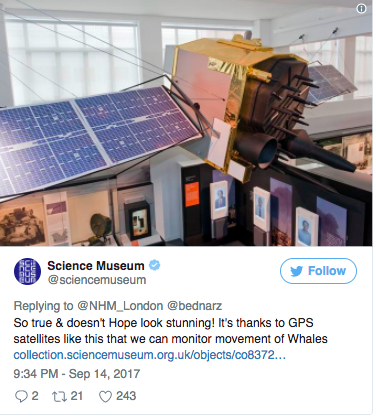 Science Museum
@sciencemuseum
Follow
Replying to @NHM_London @bednarz
So true & doesn't Hope look stunning! It's thanks to GPS
satellites like this that we can monitor movement of Whales
collection.sciencemuseum.org.uk/objects/co8372…
9:34 PM - Sep 14, 2017
2 21 243